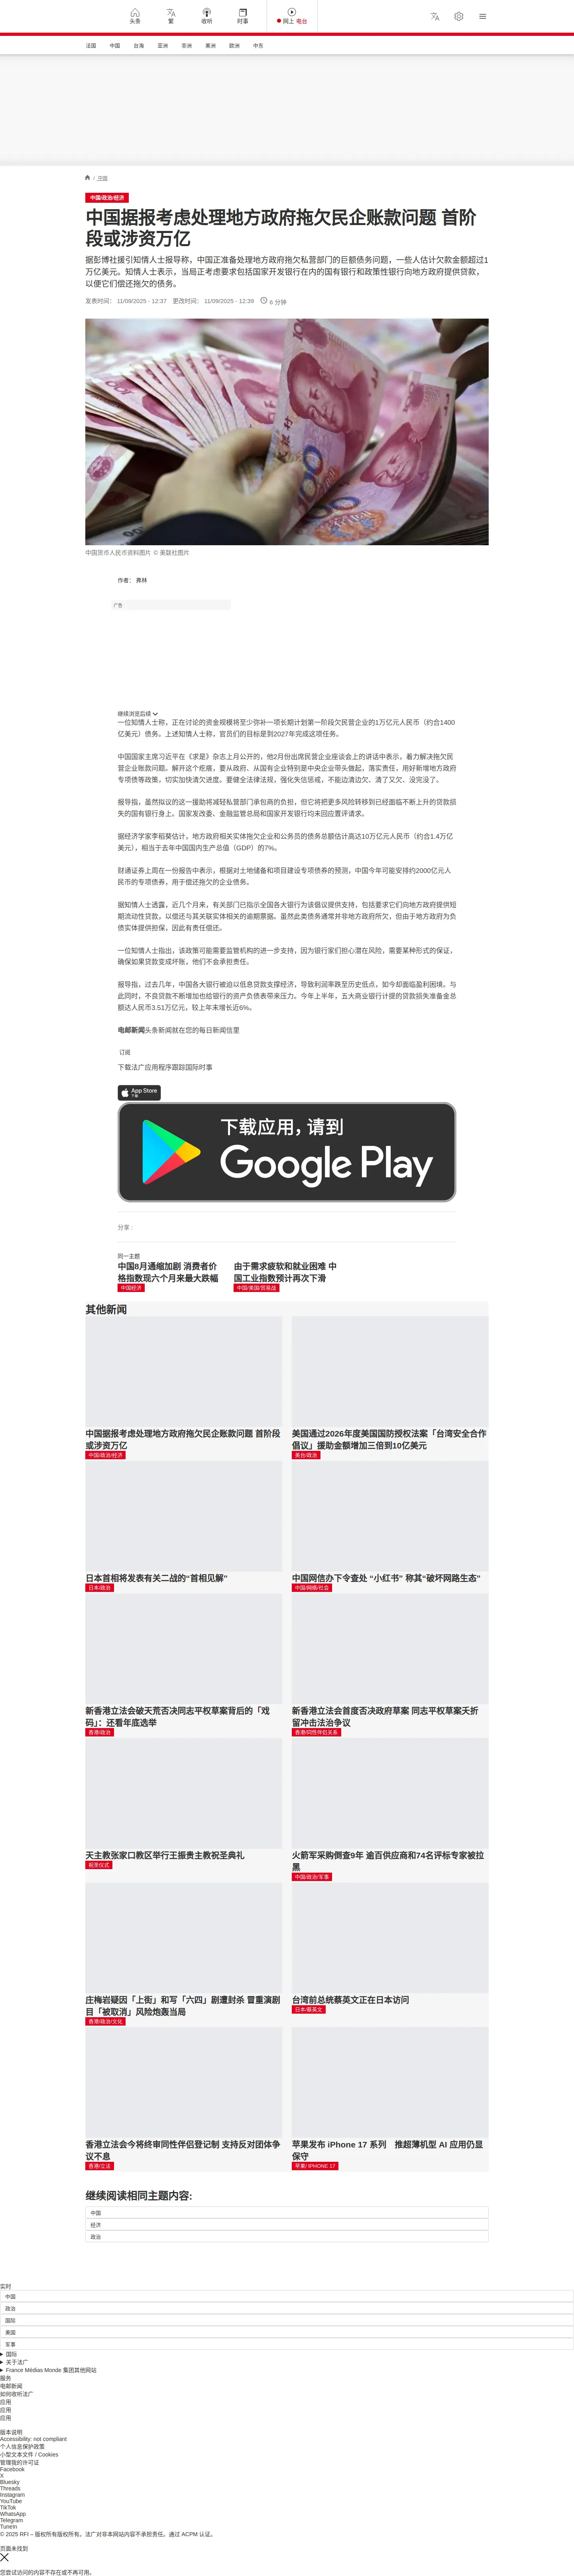 头条
繁
收听
时事
网上 电台
法国
中国
台海
亚洲
非洲
美洲
欧洲
中东
/ 中国
中国/政治/经济
中国据报考虑处理地方政府拖欠民企账款问题 首阶
段或涉资万亿
据彭博社援引知情人士报导称，中国正准备处理地方政府拖欠私营部门的巨额债务问题，一些人估计欠款金额超过1
万亿美元。知情人士表示，当局正考虑要求包括国家开发银行在内的国有银行和政策性银行向地方政府提供贷款，
以便它们偿还拖欠的债务。
发表时间： 11/09/2025 - 12:37 更改时间： 11/09/2025 - 12:39 6 分钟
中国货币人民币资料图片 © 美联社图片
作者： 弗林
广告
继续浏览后续
一位知情人士称，正在讨论的资金规模将至少弥补一项长期计划第一阶段欠民营企业的1万亿元人民币（约合1400
亿美元）债务。上述知情人士称，官员们的目标是到2027年完成这项任务。
中国国家主席习近平在《求是》杂志上月公开的，他2月份出席民营企业座谈会上的讲话中表示，着力解决拖欠民
营企业账款问题。解开这个疙瘩，要从政府、从国有企业特别是中央企业带头做起，落实责任，用好新增地方政府
专项债等政策，切实加快清欠进度。要健全法律法规，强化失信惩戒，不能边清边欠、清了又欠、没完没了。
报导指，虽然拟议的这一援助将减轻私营部门承包商的负担，但它将把更多风险转移到已经面临不断上升的贷款损
失的国有银行身上。国家发改委、金融监管总局和国家开发银行均未回应置评请求。
据经济学家李稻葵估计，地方政府相关实体拖欠企业和公务员的债务总额估计高达10万亿元人民币（约合1.4万亿
美元），相当于去年中国国内生产总值（GDP）的7%。
财通证券上周在一份报告中表示，根据对土地储备和项目建设专项债券的预测，中国今年可能安排约2000亿元人
民币的专项债券，用于偿还拖欠的企业债务。
据知情人士透露，近几个月来，有关部门已指示全国各大银行为该倡议提供支持，包括要求它们向地方政府提供短
期流动性贷款，以偿还与其关联实体相关的逾期票据。虽然此类债务通常并非地方政府所欠，但由于地方政府为负
债实体提供担保，因此有责任偿还。
一位知情人士指出，该政策可能需要监管机构的进一步支持，因为银行家们担心潜在风险，需要某种形式的保证，
确保如果贷款变成坏账，他们不会承担责任。
报导指，过去几年，中国各大银行被迫以低息贷款支撑经济，导致利润率跌至历史低点，如今却面临盈利困境。与
此同时，不良贷款不断增加也给银行的资产负债表带来压力。今年上半年，五大商业银行计提的贷款损失准备金总
额达人民币3.51万亿元，较上年末增长近6%。
电邮新闻头条新闻就在您的每日新闻信里
订阅
下载法广应用程序跟踪国际时事
App Store
下载
下载应用，请到
Google Play
分享 :
同一主题
中国8月通缩加剧 消费者价
格指数现六个月来最大跌幅
中国经济
由于需求疲软和就业困难 中
国工业指数预计再次下滑
中国/美国/贸易战
其他新闻
中国据报考虑处理地方政府拖欠民企账款问题 首阶段
或涉资万亿
中国/政治/经济
美国通过2026年度美国国防授权法案「台湾安全合作
倡议」援助金额增加三倍到10亿美元
美台/政治
日本首相将发表有关二战的“首相见解”
日本/政治
中国网信办下令查处 “小红书” 称其“破坏网路生态”
中国/网络/社会
新香港立法会破天荒否决同志平权草案背后的「戏
码」：还看年底选举
香港/政治
新香港立法会首度否决政府草案 同志平权草案夭折
留冲击法治争议
香港/同性伴侣关系
天主教张家口教区举行王振贵主教祝圣典礼
祝圣仪式
火箭军采购倒查9年 逾百供应商和74名评标专家被拉
黑
中国/政治/军事
庄梅岩疑因「上街」和写「六四」剧遭封杀 冒重演剧
目「被取消」风险炮轰当局
香港/政治/文化
台湾前总统蔡英文正在日本访问
日本/蔡英文
香港立法会今将终审同性伴侣登记制 支持反对团体争
议不息
香港/立法
苹果发布 iPhone 17 系列 推超薄机型 AI 应用仍显
保守
苹果/ IPHONE 17
继续阅读相同主题内容:
中国
经济
政治
实时
中国
政治
国际
美国
军事
国际
关于法广
France Médias Monde 集团其他网站
服务
电邮新闻
如何收听法广
应用
应用
应用
版本说明
Accessibility: not compliant
个人信息保护政策
小型文本文件 / Cookies
管理我的许可证
Facebook
X
Bluesky
Threads
Instagram
YouTube
TikTok
WhatsApp
Telegram
TuneIn
© 2025 RFI – 版权所有版权所有。法广对非本网站内容不承担责任。通过 ACPM 认证。
页面未找到
您尝试访问的内容不存在或不再可用。